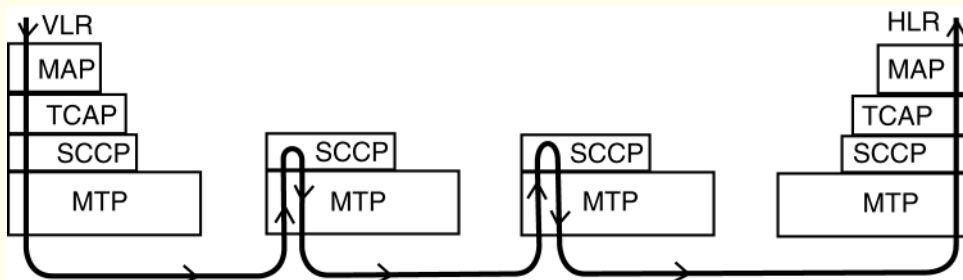 VLR HLR
MAP MAP
TCAP TCAP
SCCP SCCP SCCP SCCP
MTP MTP MTP MTP